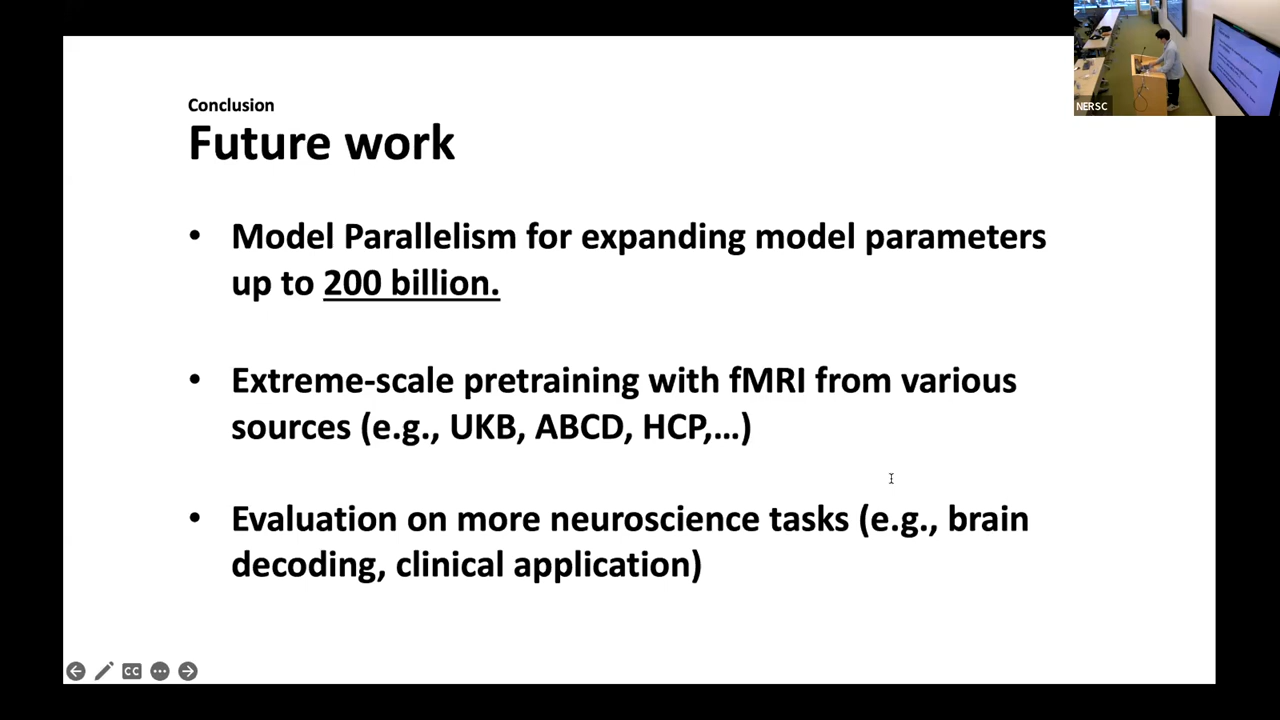 Conclusion
Future work
• Model Parallelism for expanding model parameters
up to 200 billion.
• Extreme-scale pretraining with fMRI from various
sources (e.g., UKB, ABCD, HCP,…)
• Evaluation on more neuroscience tasks (e.g., brain
decoding, clinical application)
NERSC
CC